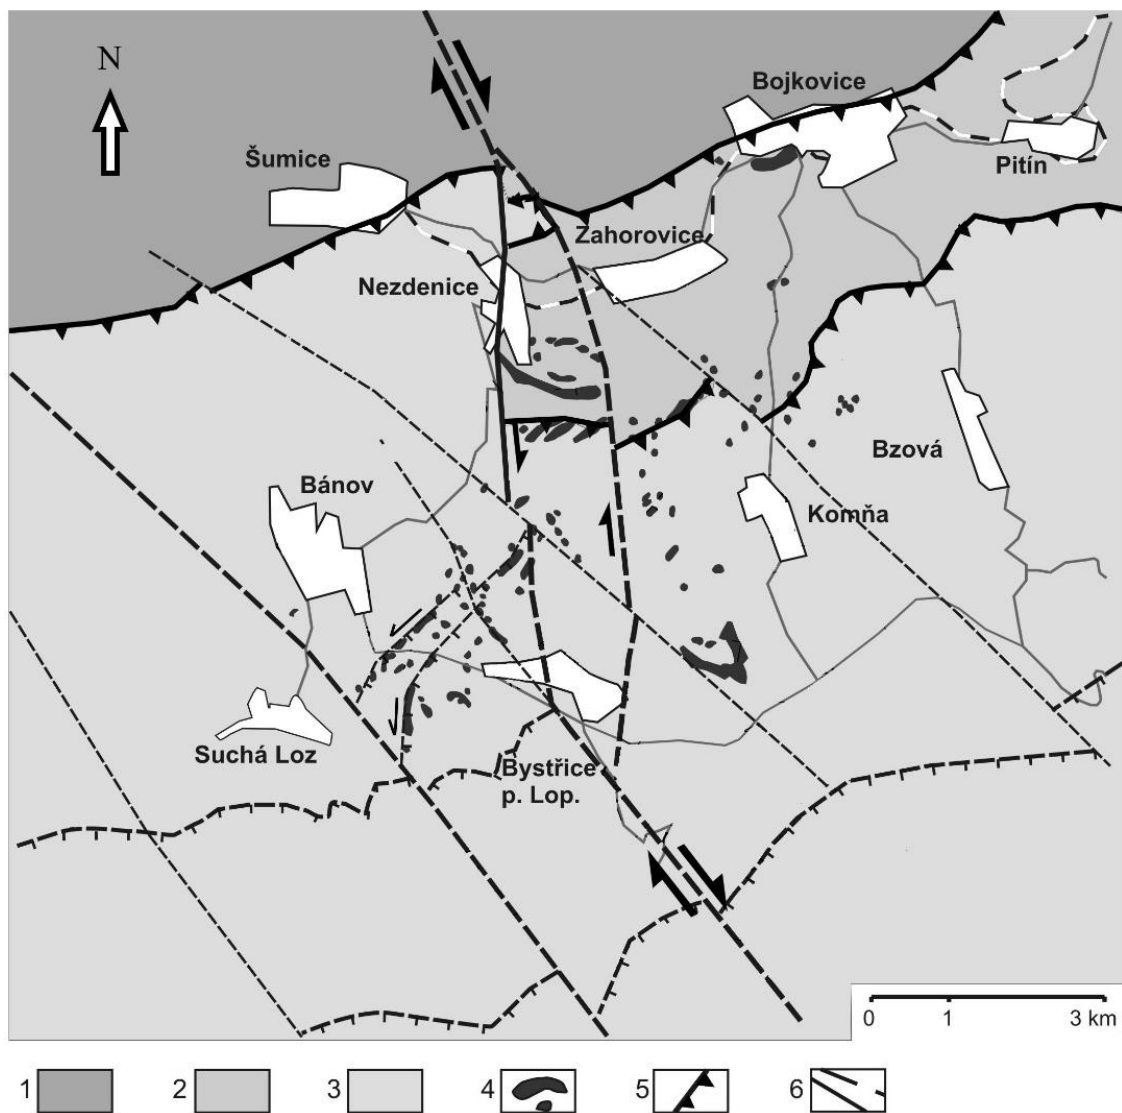 N
Bojkovice
Šumice
Pitín
Zahorovice
Nezdenice
Bzová
Bánov
Komňa
Suchá Loz
Bystřice
p. Lop.
0 1 3 km
1 2 3 4 5 6